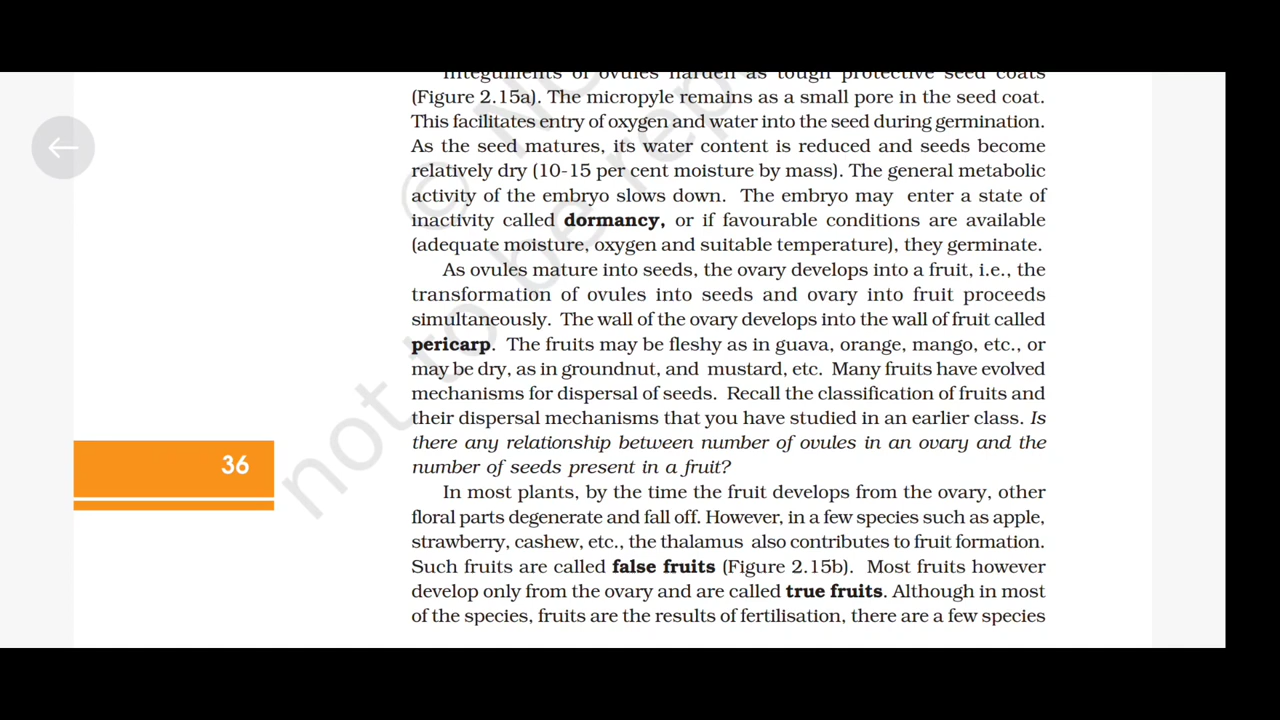 Integuments of ovules harden as tough protective seed coats
(Figure 2.15a). The micropyle remains as a small pore in the seed coat.
This facilitates entry of oxygen and water into the seed during germination.
As the seed matures, its water content is reduced and seeds become
relatively dry (10-15 per cent moisture by mass). The general metabolic
activity of the embryo slows down. The embryo may enter a state of
inactivity called dormancy, or if favourable conditions are available
(adequate moisture, oxygen and suitable temperature), they germinate.
As ovules mature into seeds, the ovary develops into a fruit, i.e., the
transformation of ovules into seeds and ovary into fruit proceeds
simultaneously. The wall of the ovary develops into the wall of fruit called
pericarp. The fruits may be fleshy as in guava, orange, mango, etc., or
may be dry, as in groundnut, and mustard, etc. Many fruits have evolved
mechanisms for dispersal of seeds. Recall the classification of fruits and
their dispersal mechanisms that you have studied in an earlier class. Is
there any relationship between number of ovules in an ovary and the
number of seeds present in a fruit?
36
In most plants, by the time the fruit develops from the ovary, other
floral parts degenerate and fall off. However, in a few species such as apple,
strawberry, cashew, etc., the thalamus also contributes to fruit formation.
Such fruits are called false fruits (Figure 2.15b). Most fruits however
develop only from the ovary and are called true fruits. Although in most
of the species, fruits are the results of fertilisation, there are a few species
© N
not to be rep